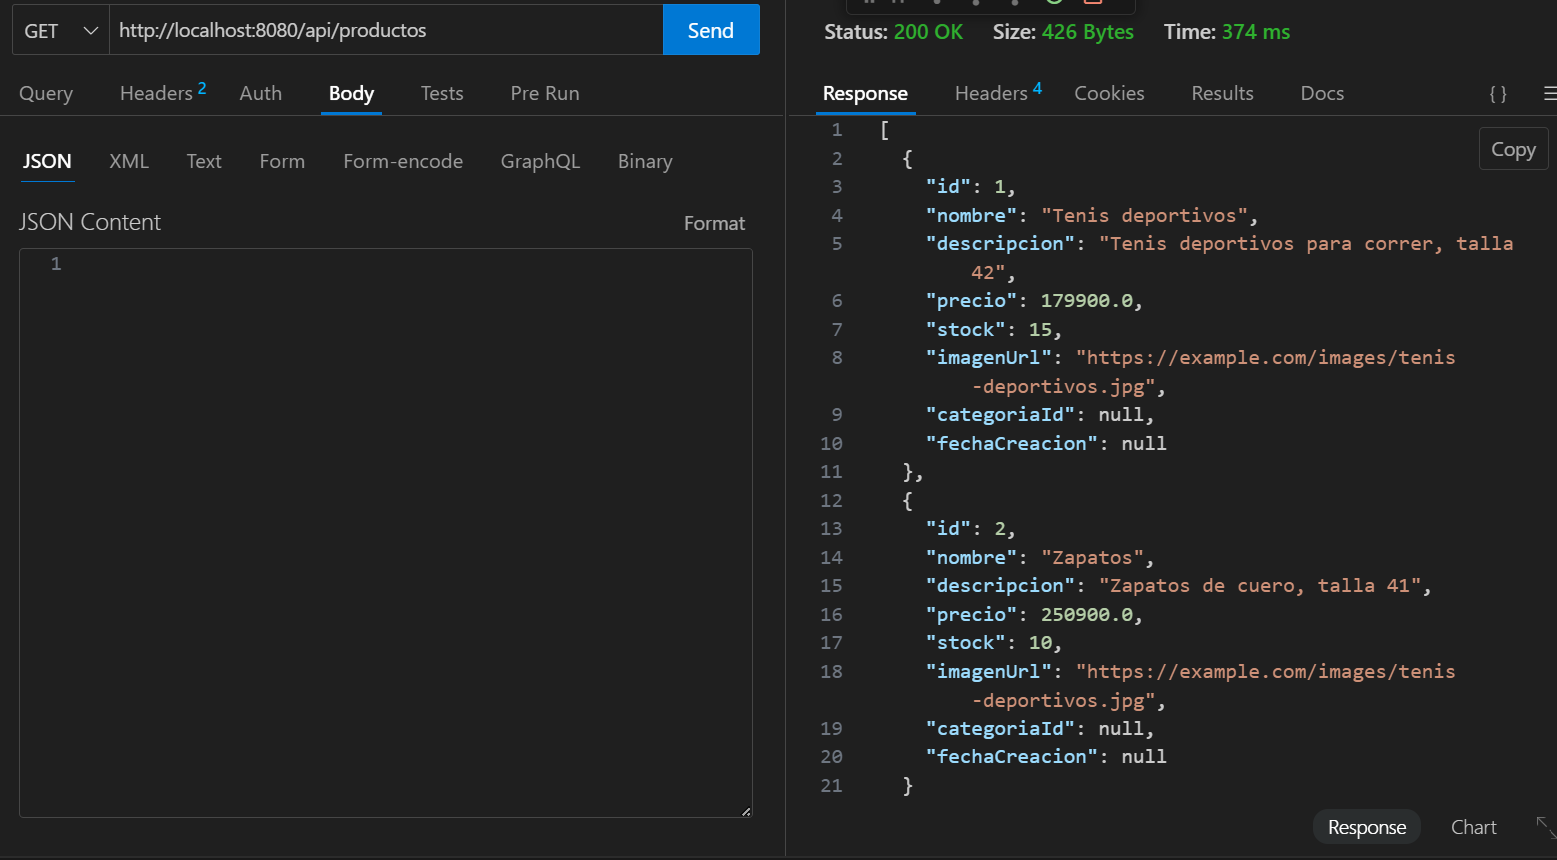 GET http://localhost:8080/api/productos Send
Query Headers 2 Auth Body Tests Pre Run
JSON XML Text Form Form-encode GraphQL Binary
JSON Content Format
1
Status: 200 OK Size: 426 Bytes Time: 374 ms
Response Headers 4 Cookies Results Docs { }
Copy
1 [
2 {
3 "id": 1,
4 "nombre": "Tenis deportivos",
5 "descripcion": "Tenis deportivos para correr, talla
42",
6 "precio": 179900.0,
7 "stock": 15,
8 "imagenUrl": "https://example.com/images/tenis
-deportivos.jpg",
9 "categoriaId": null,
10 "fechaCreacion": null
11 },
12 {
13 "id": 2,
14 "nombre": "Zapatos",
15 "descripcion": "Zapatos de cuero, talla 41",
16 "precio": 250900.0,
17 "stock": 10,
18 "imagenUrl": "https://example.com/images/tenis
-deportivos.jpg",
19 "categoriaId": null,
20 "fechaCreacion": null
21 }
Response Chart